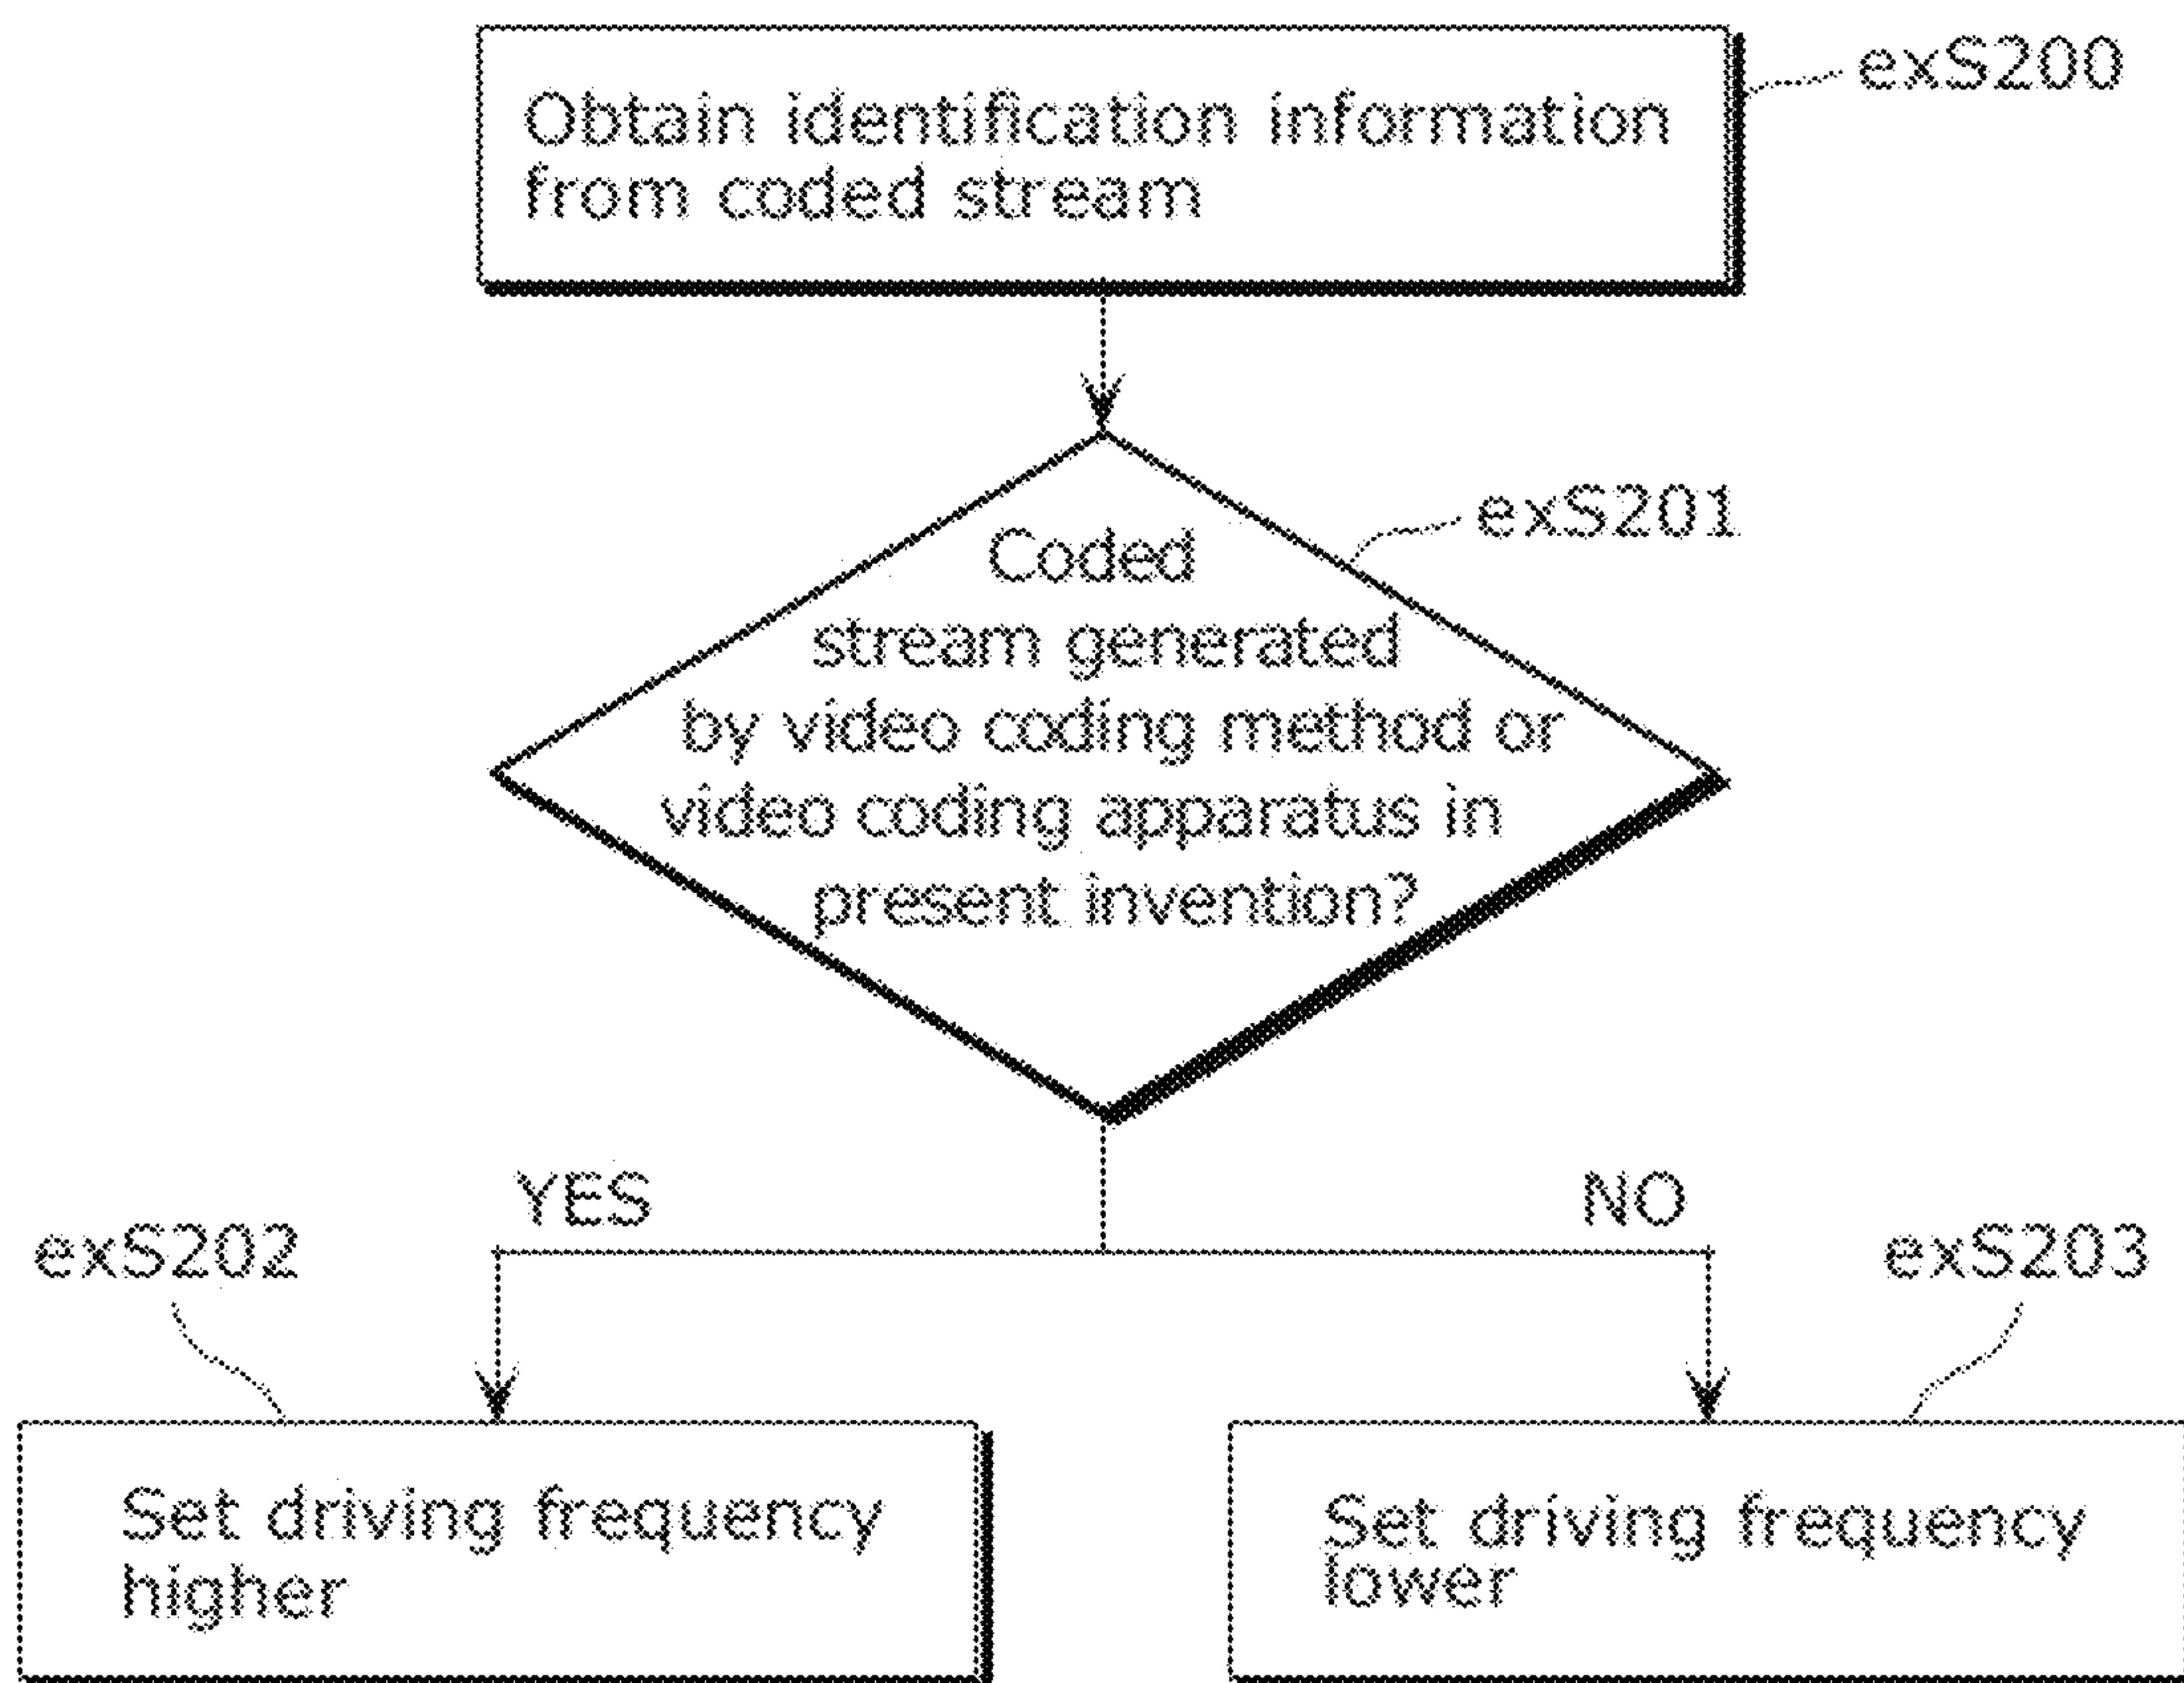 Obtain identification information
from coded stream
exS200
exS201
Coded
stream generated
by video coding method or
video coding apparatus in
present invention?
YES
NO
exS202
exS203
Set driving frequency
higher
Set driving frequency
lower